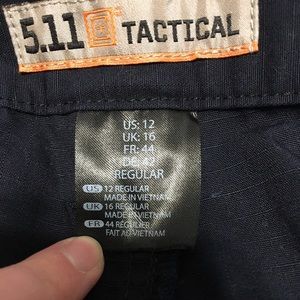 5.11 TACTICAL
US: 12
UK: 16
FR: 44
DE: 42
REGULAR
US 12 REGULAR
MADE IN VIETNAM
UK 16 REGULAR
MADE IN VIETNAM
FR 44 REGULIER
FAIT AU VIETNAM